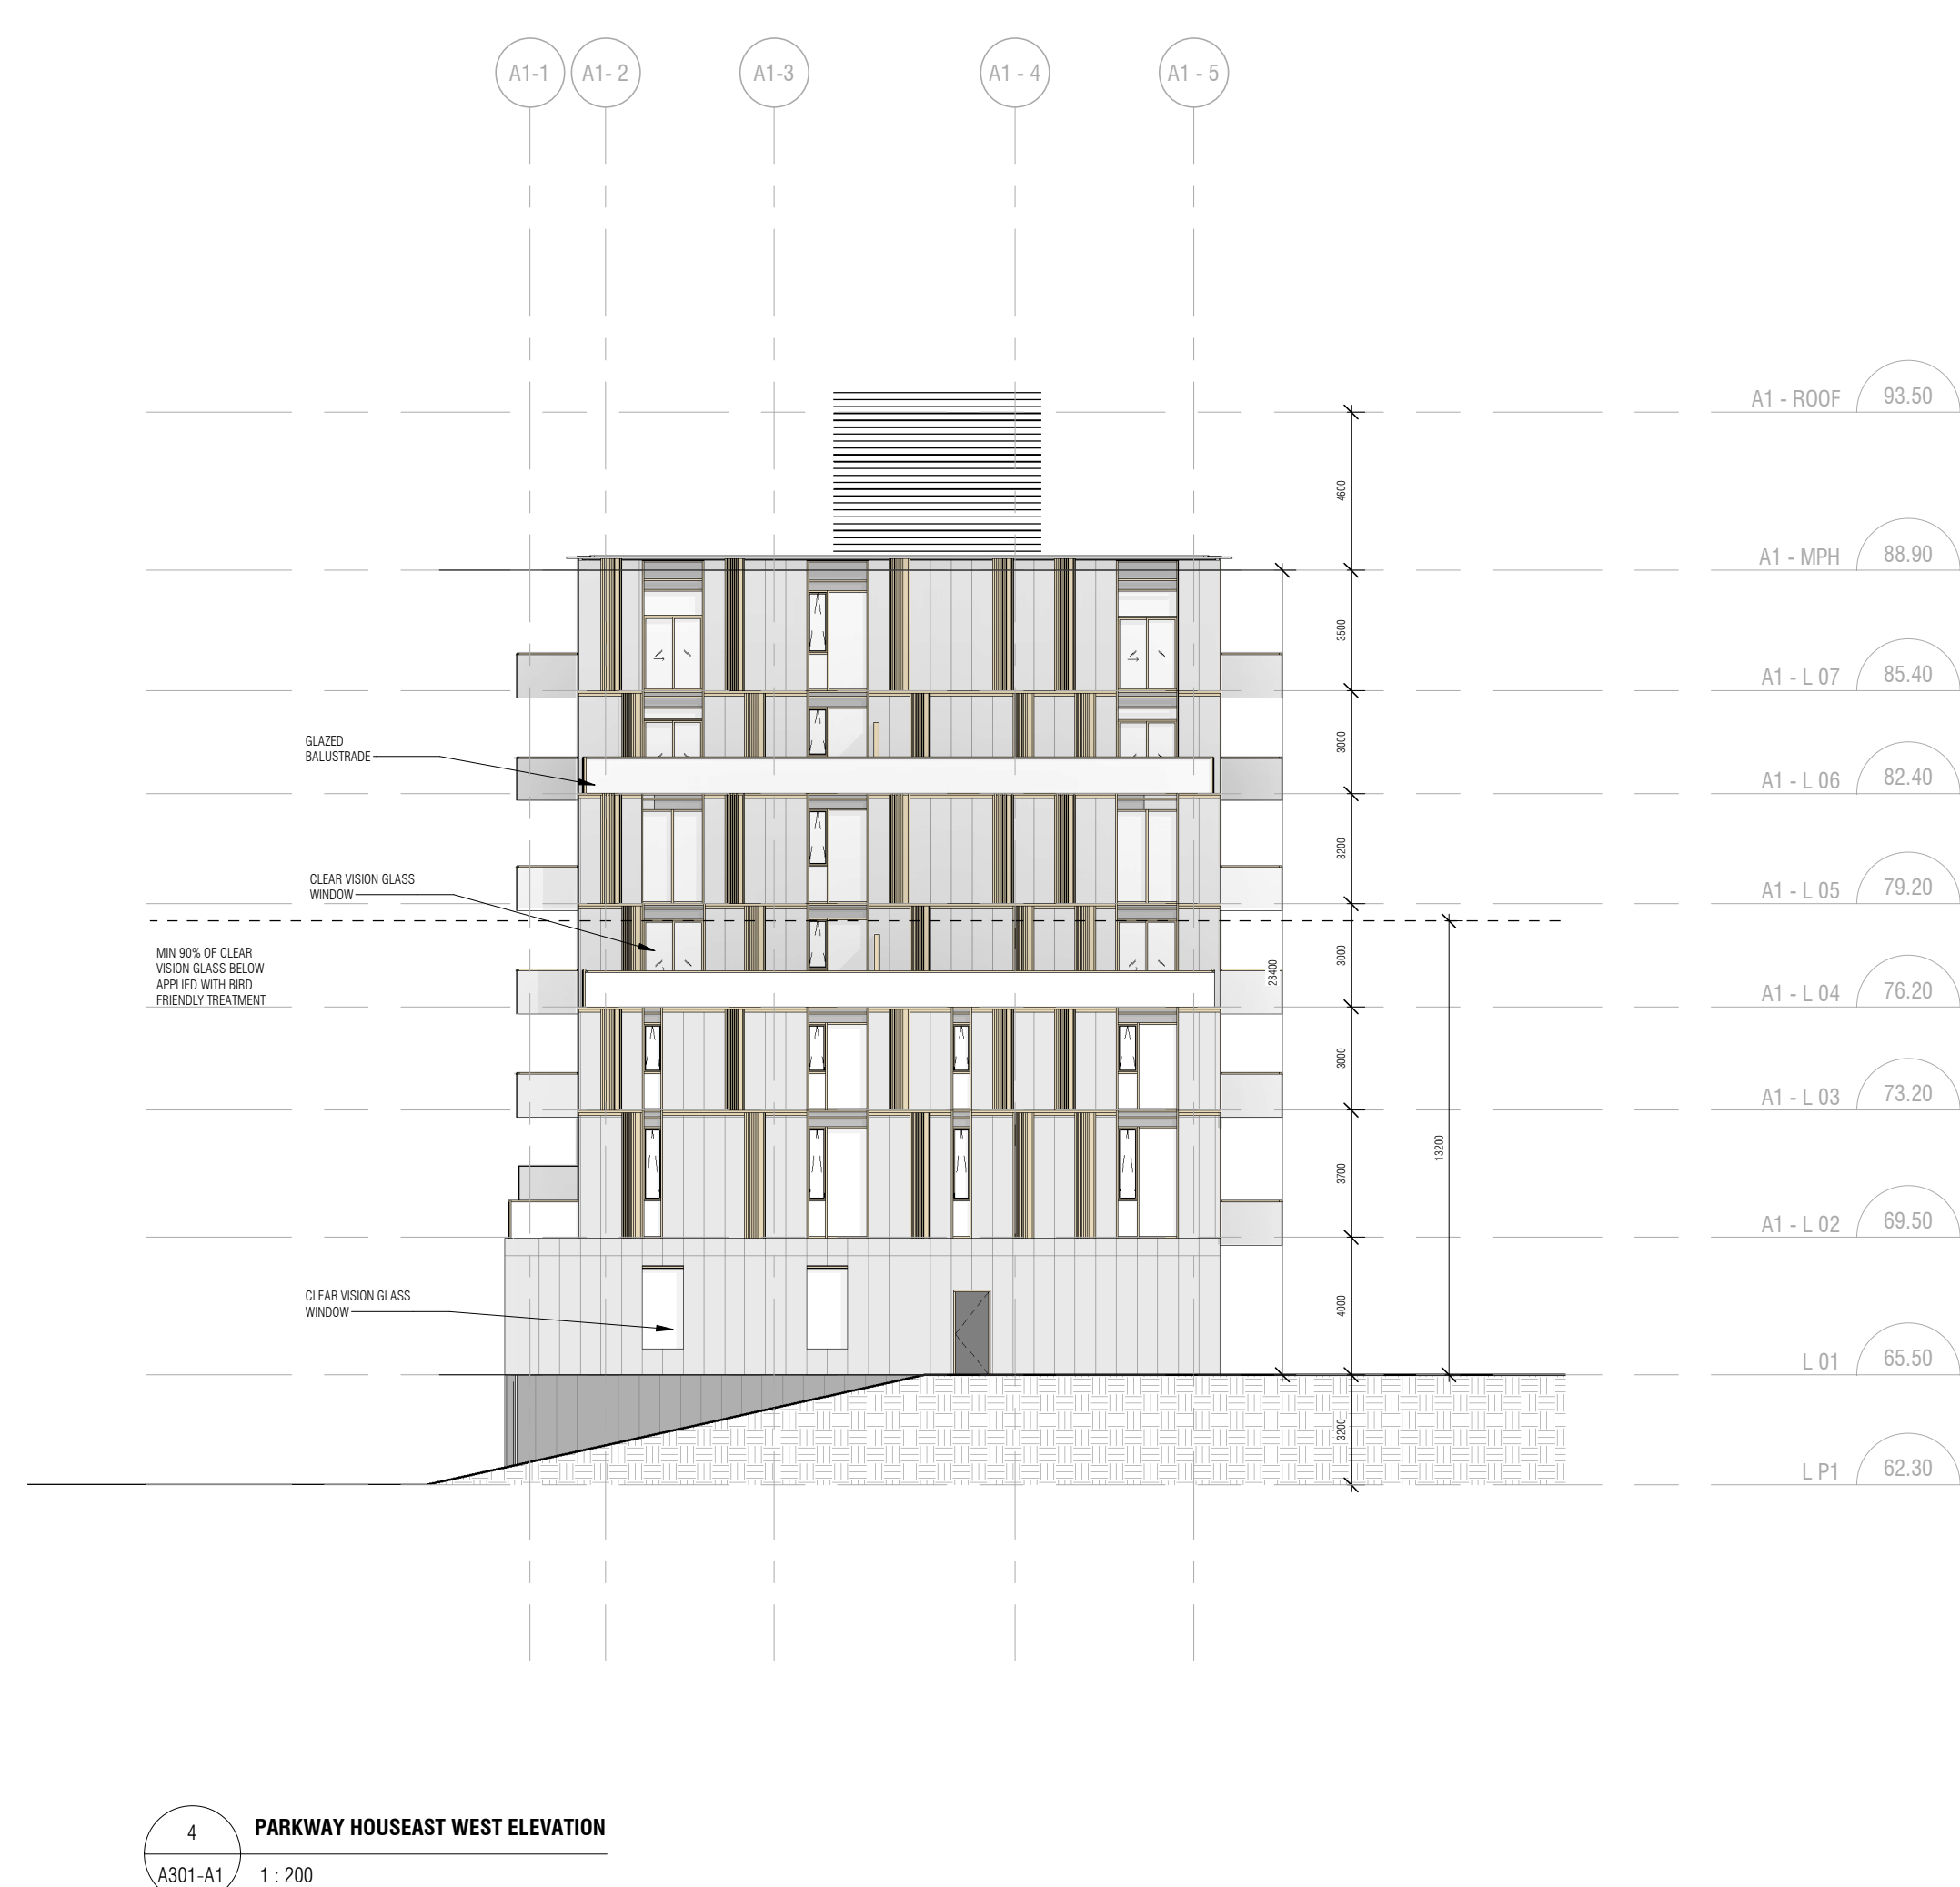 A1-1
A1- 2
A1-3
A1 - 4
A1 - 5
A1 - ROOF
93.50
4600
A1 - MPH
88.90
3500
A1 - L 07
85.40
GLAZED
BALUSTRADE
3000
A1 - L 06
82.40
3200
CLEAR VISION GLASS
WINDOW
A1 - L 05
79.20
MIN 90% OF CLEAR
VISION GLASS BELOW
APPLIED WITH BIRD
FRIENDLY TREATMENT
23400
3000
A1 - L 04
76.20
3000
A1 - L 03
73.20
13200
3700
A1 - L 02
69.50
CLEAR VISION GLASS
WINDOW
4000
L 01
65.50
3200
L P1
62.30
4
PARKWAY HOUSEAST WEST ELEVATION
A301-A1
1 : 200